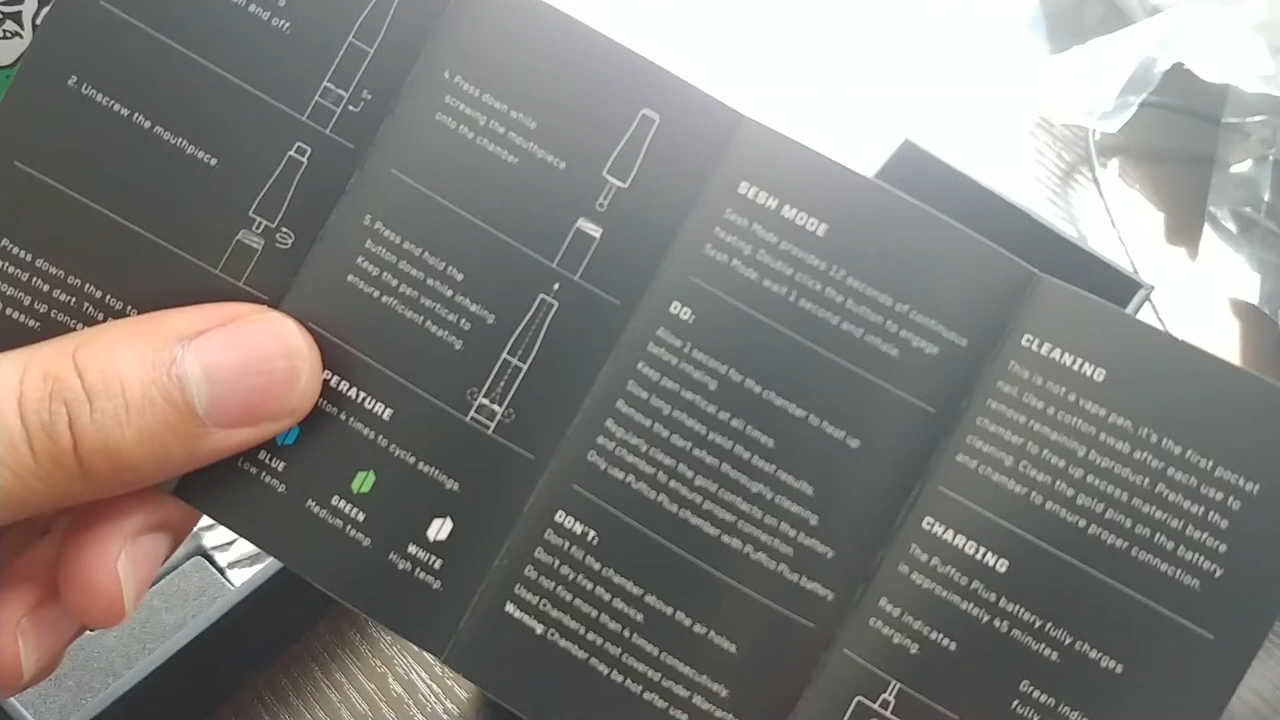 on and off.
5x
2. Unscrew the mouthpiece.
Press down on the top to
extend the dart. This
easier.
4. Press down while
screwing the mouthpiece
onto the chamber.
5. Press and hold the
button down while inhaling.
Keep the pen vertical to
ensure efficient heating.
PERATURE
4 times to cycle settings.
BLUE
Low temp.
GREEN
Medium temp.
WHITE
High temp.
SESH MODE
Sesh Mode provides 12 seconds of continuous
heating. Double click the button to engage
Sesh Mode, wait 1 second and inhale.
DO:
Allow 1 second for the chamber to heat up
before inhaling.
Keep pen vertical at all times.
Slow long inhales yield the best results.
Remove the dart when thoroughly cleaning.
Regularly clean the gold contacts on the battery
and chamber to ensure proper connection.
Only use Puffco Plus chamber with Puffco Plus battery.
DON'T:
Don't fill the chamber above the air holes.
Don't dry fire the device.
Do not fire more than 4 times consecutively.
Used Chambers are not covered under Warranty
Warning: Chamber may be hot after use.
CLEANING
This is not a vape pen, it's the first pocket
nail. Use a cotton swab after each use to
remove remaining byproduct. Preheat the
chamber to free up excess material before
cleaning. Clean the gold pins on the battery
and chamber to ensure proper connection.
CHARGING
The Puffco Plus battery fully charges
in approximately 45 minutes.
Red indicates
charging.
Green
fully